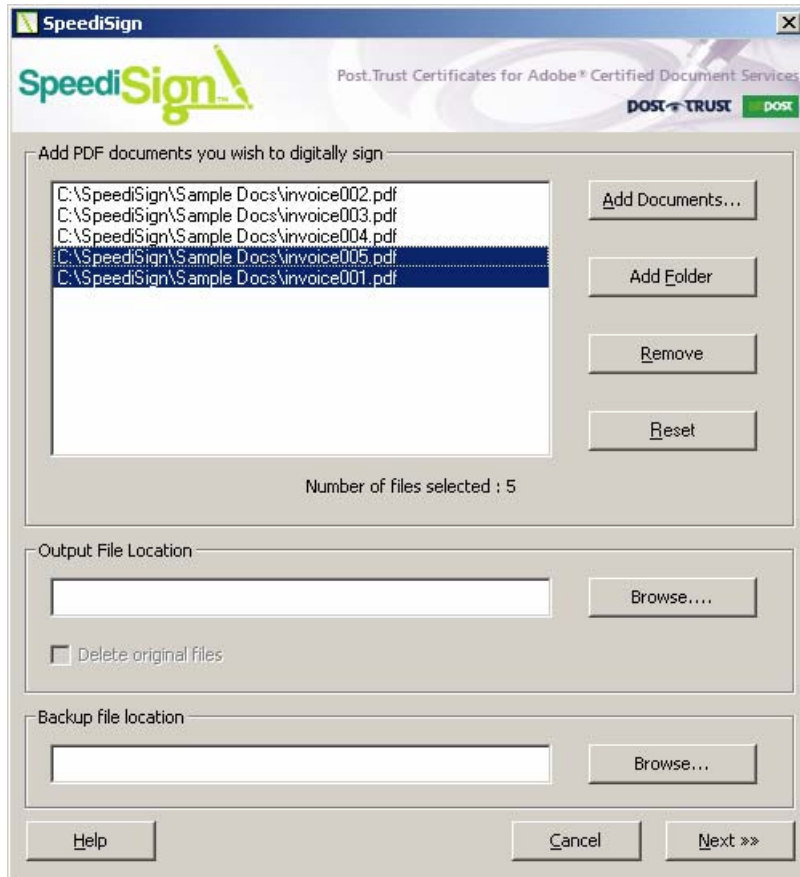 SpeediSign
SpeediSign™
Post.Trust Certificates for Adobe® Certified Document Services
POST TRUST
post
Add PDF documents you wish to digitally sign
C:\SpeediSign\Sample Docs\invoice002.pdf
C:\SpeediSign\Sample Docs\invoice003.pdf
C:\SpeediSign\Sample Docs\invoice004.pdf
C:\SpeediSign\Sample Docs\invoice005.pdf
C:\SpeediSign\Sample Docs\invoice001.pdf
Add Documents...
Add Folder
Remove
Reset
Number of files selected : 5
Output File Location
Browse....
Delete original files
Backup file location
Browse...
Help
Cancel
Next »»